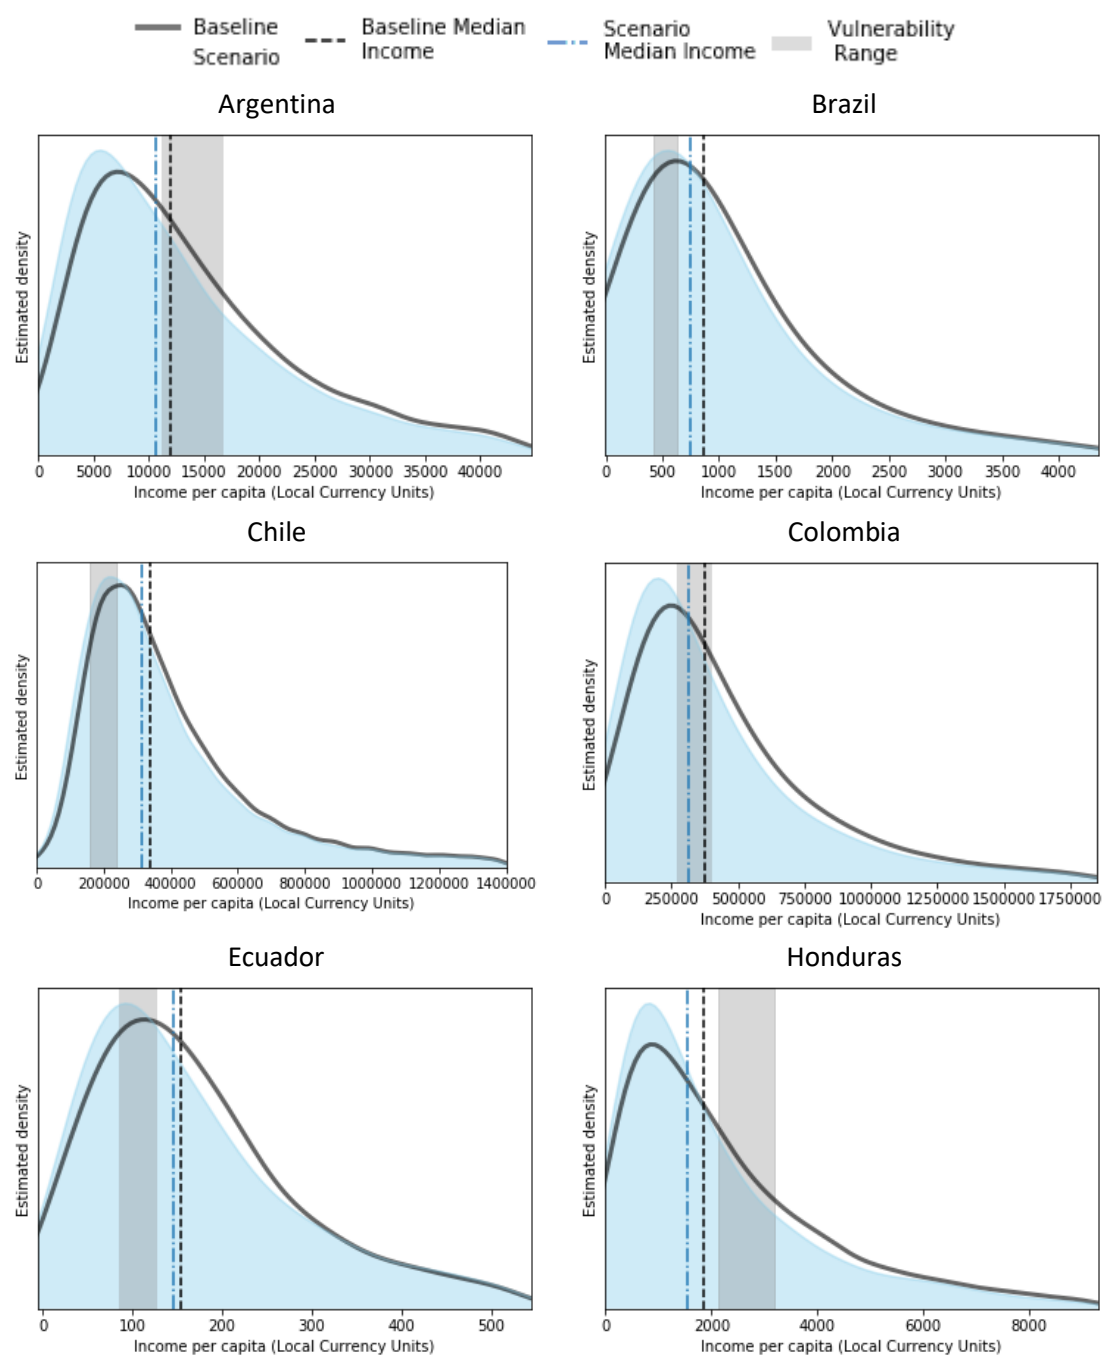 Baseline
Scenario
Baseline Median
Income
Scenario
Median Income
Vulnerability
Range
Argentina
Brazil
Estimated density
0 5000 10000 15000 20000 25000 30000 35000 40000
Income per capita (Local Currency Units)
Estimated density
0 500 1000 1500 2000 2500 3000 3500 4000
Income per capita (Local Currency Units)
Chile
Colombia
Estimated density
0 200000 400000 600000 800000 1000000 1200000 1400000
Income per capita (Local Currency Units)
Estimated density
0 250000 500000 750000 1000000 1250000 1500000 1750000
Income per capita (Local Currency Units)
Ecuador
Honduras
Estimated density
0 100 200 300 400 500
Income per capita (Local Currency Units)
Estimated density
0 2000 4000 6000 8000
Income per capita (Local Currency Units)